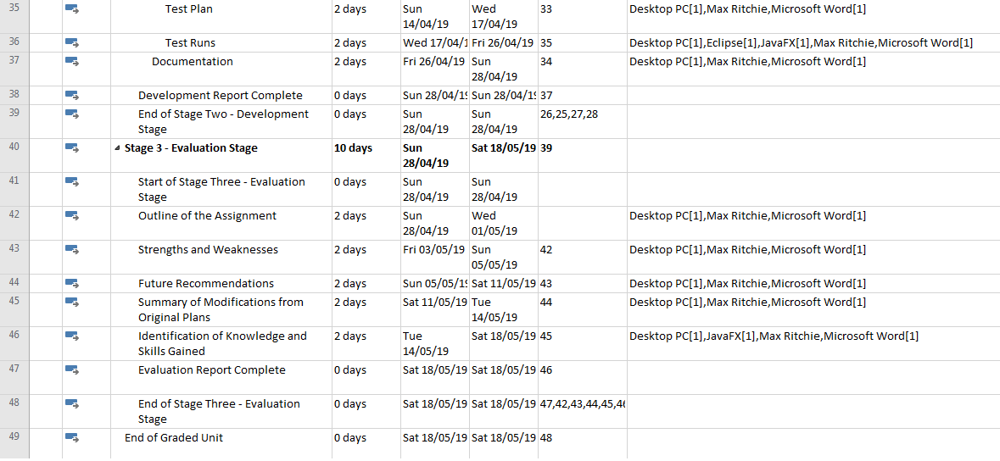 35 Test Plan 2 days Sun 14/04/19 Wed 17/04/19 33 Desktop PC[1],Max Ritchie,Microsoft Word[1]
36 Test Runs 2 days Wed 17/04/1 Fri 26/04/19 35 Desktop PC[1],Eclipse[1],JavaFX[1],Max Ritchie,Microsoft Word[1]
37 Documentation 2 days Fri 26/04/19 Sun 28/04/19 34 Desktop PC[1],Max Ritchie,Microsoft Word[1]
38 Development Report Complete 0 days Sun 28/04/19 Sun 28/04/19 37
39 End of Stage Two - Development Stage 0 days Sun 28/04/19 Sun 28/04/19 26,25,27,28
40 Stage 3 - Evaluation Stage 10 days Sun 28/04/19 Sat 18/05/19 39
41 Start of Stage Three - Evaluation Stage 0 days Sun 28/04/19 Sun 28/04/19
42 Outline of the Assignment 2 days Sun 28/04/19 Wed 01/05/19 Desktop PC[1],Max Ritchie,Microsoft Word[1]
43 Strengths and Weaknesses 2 days Fri 03/05/19 Sun 05/05/19 42 Desktop PC[1],Max Ritchie,Microsoft Word[1]
44 Future Recommendations 2 days Sun 05/05/19 Sat 11/05/19 43 Desktop PC[1],Max Ritchie,Microsoft Word[1]
45 Summary of Modifications from Original Plans 2 days Sat 11/05/19 Tue 14/05/19 44 Desktop PC[1],Max Ritchie,Microsoft Word[1]
46 Identification of Knowledge and Skills Gained 2 days Tue 14/05/19 Sat 18/05/19 45 Desktop PC[1],JavaFX[1],Max Ritchie,Microsoft Word[1]
47 Evaluation Report Complete 0 days Sat 18/05/19 Sat 18/05/19 46
48 End of Stage Three - Evaluation Stage 0 days Sat 18/05/19 Sat 18/05/19 47,42,43,44,45,46
49 End of Graded Unit 0 days Sat 18/05/19 Sat 18/05/19 48